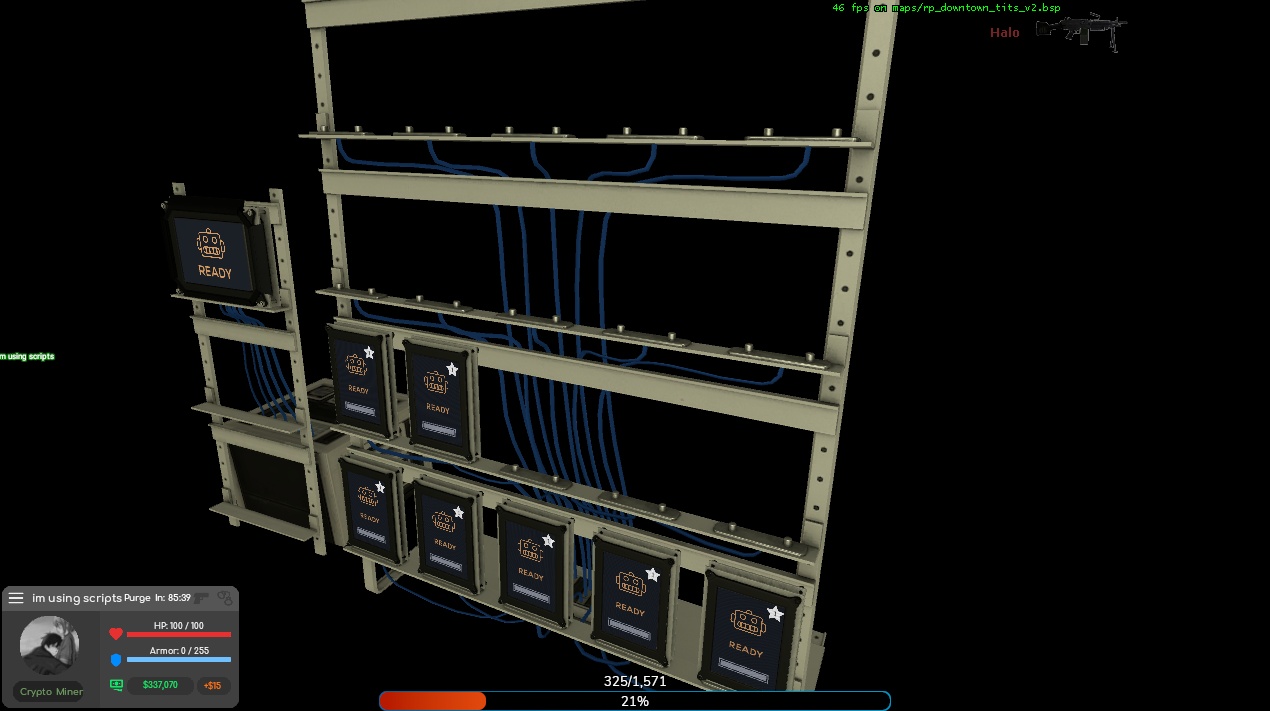 46 fps on maps/rp_downtown_tits_v2.bsp
Halo
READY
m using scripts
READY
READY
READY
READY
READY
READY
READY
im using scripts Purge In: 85:39
HP: 100 / 100
Armor: 0 / 255
Crypto Miner
$337,070
+$15
325/1,571
21%